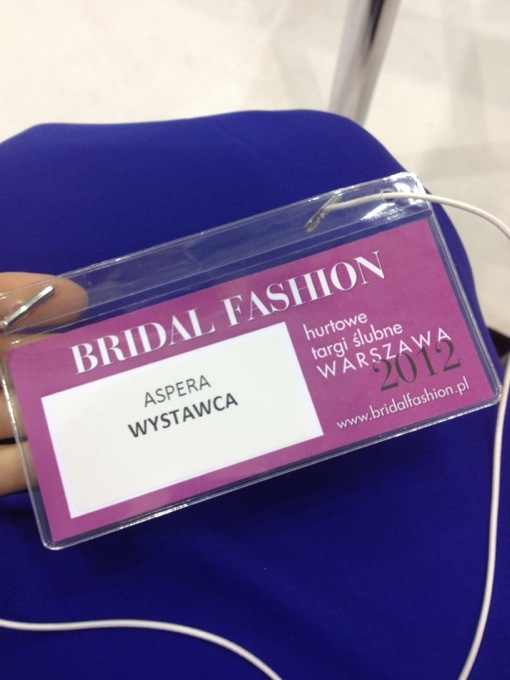 BRIDAL FASHION
hurtowe
targi ślubne
WARSZAWA
2012
www.bridalfashion.pl
ASPERA
WYSTAWCA